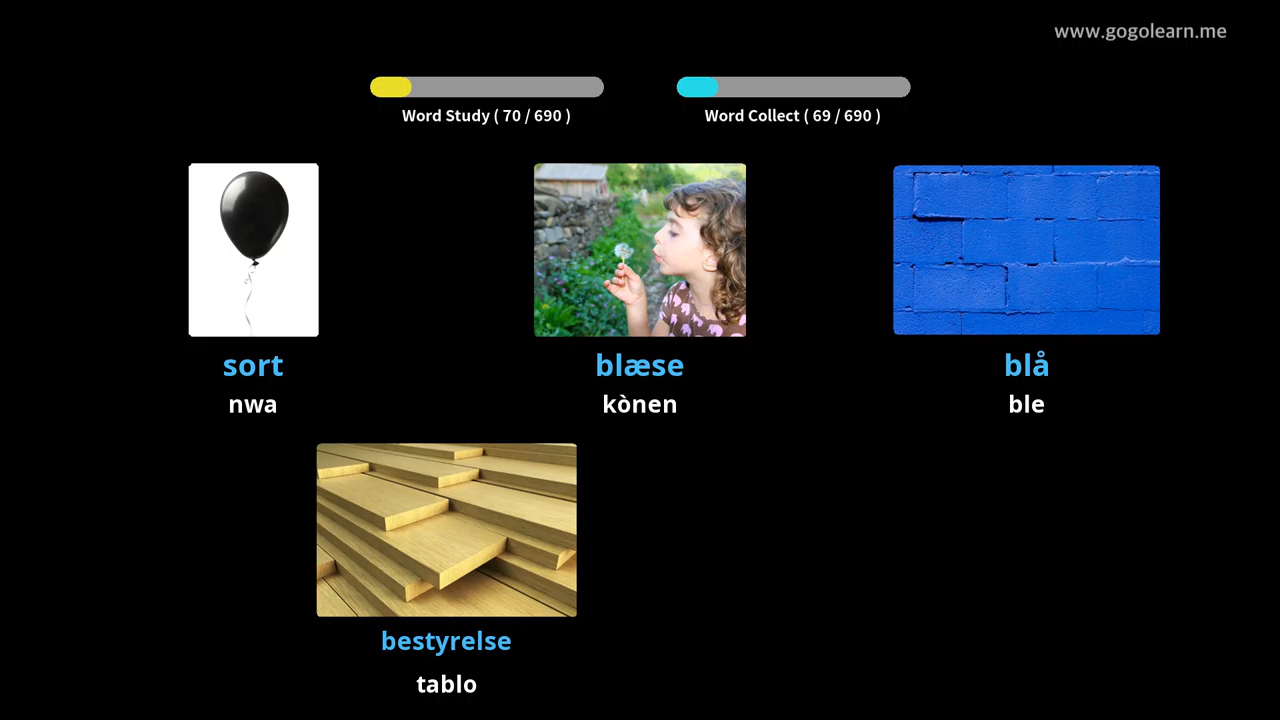 www.gogolearn.me
Word Study ( 70 / 690 )
Word Collect ( 69 / 690 )
sort
blæse
blå
nwa
kònen
ble
bestyrelse
tablo